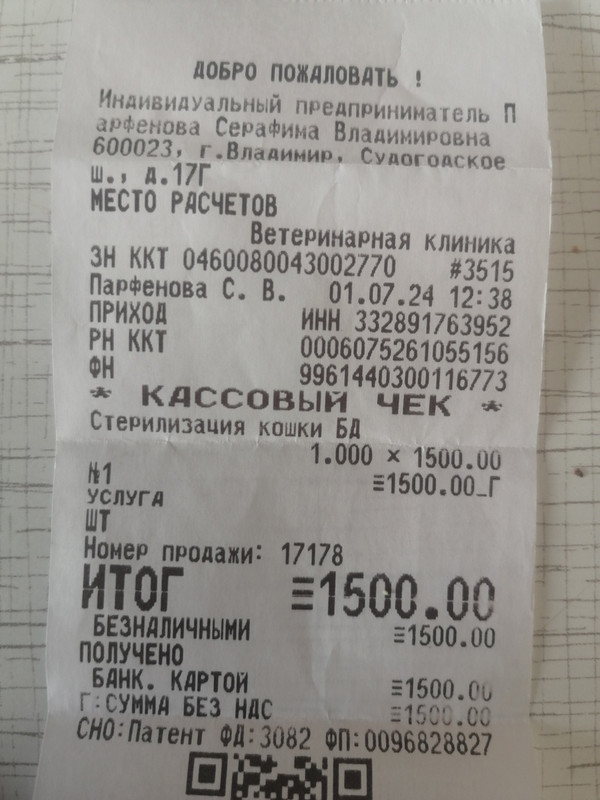 ДОБРО ПОЖАЛОВАТЬ !
Индивидуальный предприниматель П
арфенова Серафима Владимировна
600023, г.Владимир, Судогодское
ш., д.17Г
МЕСТО РАСЧЕТОВ
Ветеринарная клиника
ЗН ККТ 0460080043002770 #3515
Парфенова С. В. 01.07.24 12:38
ПРИХОД ИНН 332891763952
РН ККТ 0006075261055156
ФН 9961440300116773
* КАССОВЫЙ ЧЕК *
Стерилизация кошки БД
1.000 × 1500.00
№1 ≡1500.00_Г
УСЛУГА
ШТ
Номер продажи: 17178
ИТОГ ≡1500.00
БЕЗНАЛИЧНЫМИ ≡1500.00
ПОЛУЧЕНО
БАНК. КАРТОЙ ≡1500.00
Г:СУММА БЕЗ НДС ≡1500.00
СНО:Патент ФД:3082 ФП:0096828827